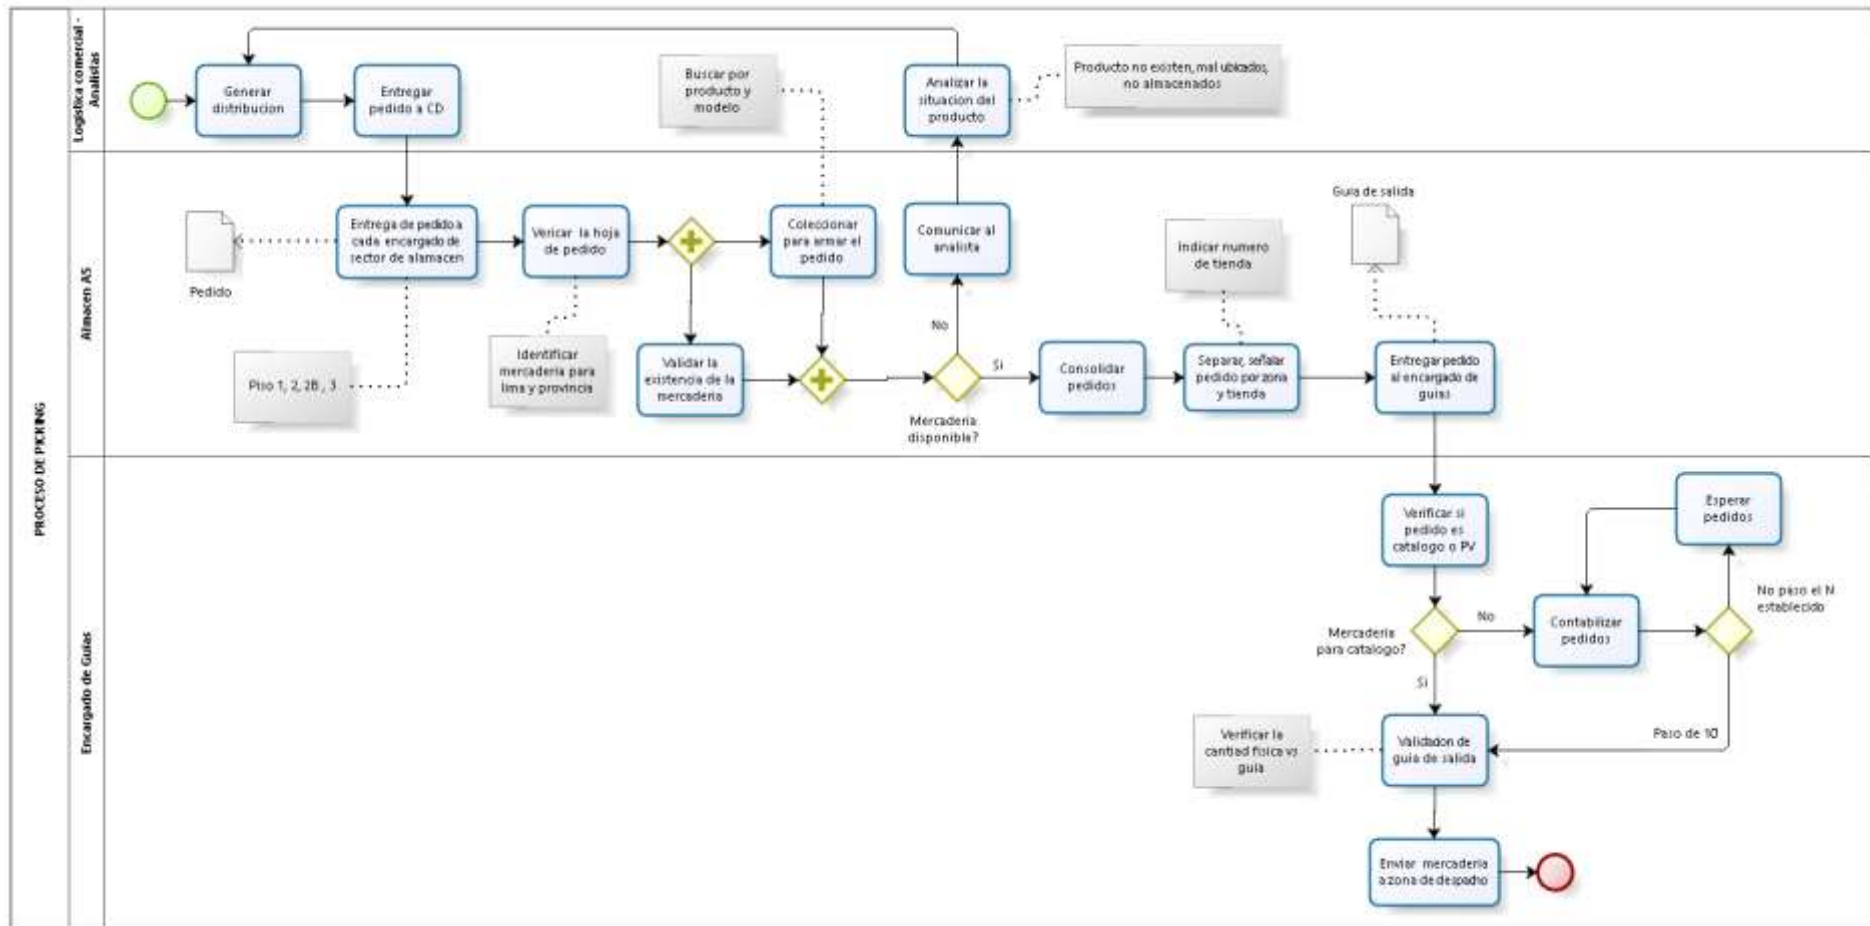 PROCESO DE PICKING
Logistica comercial -
Analistas
Generar
distribucion
Entregar
pedido a CD
Buscar por
producto y
modelo
Analizar la
situacion del
producto
Producto no existen, mal ubicados,
no almacenados
Almacen AS
Pedido
Entrega de pedido a
cada encargado de
sector de alamacen
Piso 1, 2, 2B , 3
Vericar la hoja
de pedido
Identificar
mercaderia para
lima y provincia
Coleccionar
para armar el
pedido
Validar la
existencia de la
mercaderia
Comunicar al
analista
No
Mercaderia
disponible?
Si
Consolidar
pedidos
Indicar numero
de tienda
Separar, señalar
pedido por zona
y tienda
Guia de salida
Entregar pedido
al encargado de
guias
Encargado de Guias
Verificar si
pedido es
catalogo o PV
Mercaderia
para catalogo?
No
Contabilizar
pedidos
Esperar
pedidos
No paso el N
establecido
Si
Paso de 10
Verificar la
cantiad fisica vs
guia
Validacion de
guia de salida
Enviar mercaderia
a zona de despacho